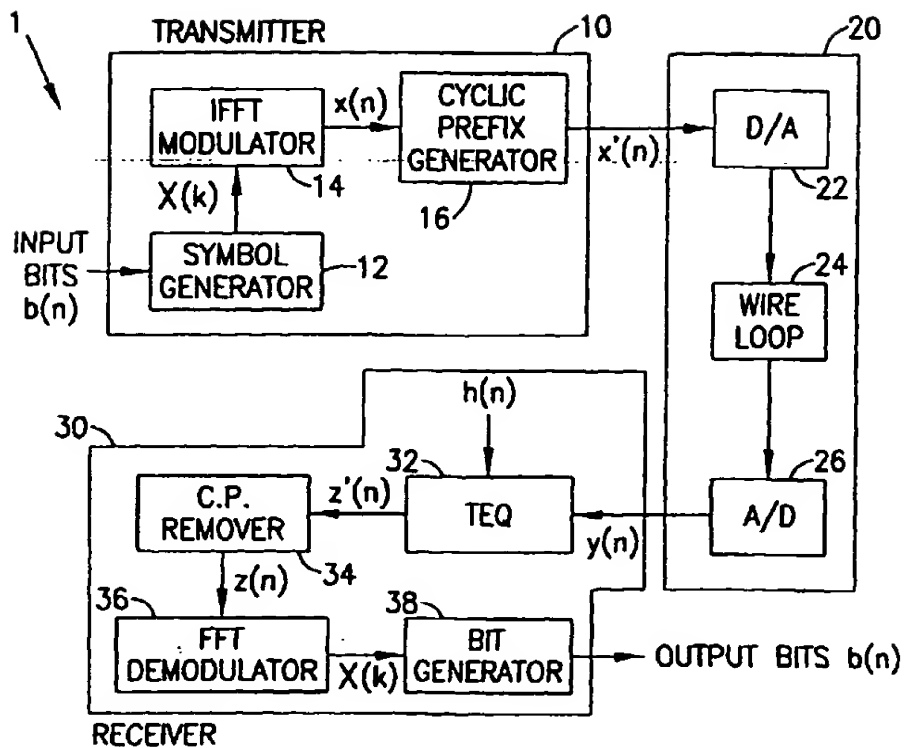 1
TRANSMITTER
10
20
IFFT
MODULATOR
14
x(n)
CYCLIC
PREFIX
GENERATOR
16
x'(n)
D/A
22
X(k)
INPUT
BITS
b(n)
SYMBOL
GENERATOR
12
24
WIRE
LOOP
30
h(n)
32
TEQ
26
A/D
y(n)
z'(n)
C.P.
REMOVER
34
z(n)
36
FFT
DEMODULATOR
X(k)
38
BIT
GENERATOR
OUTPUT BITS b(n)
RECEIVER